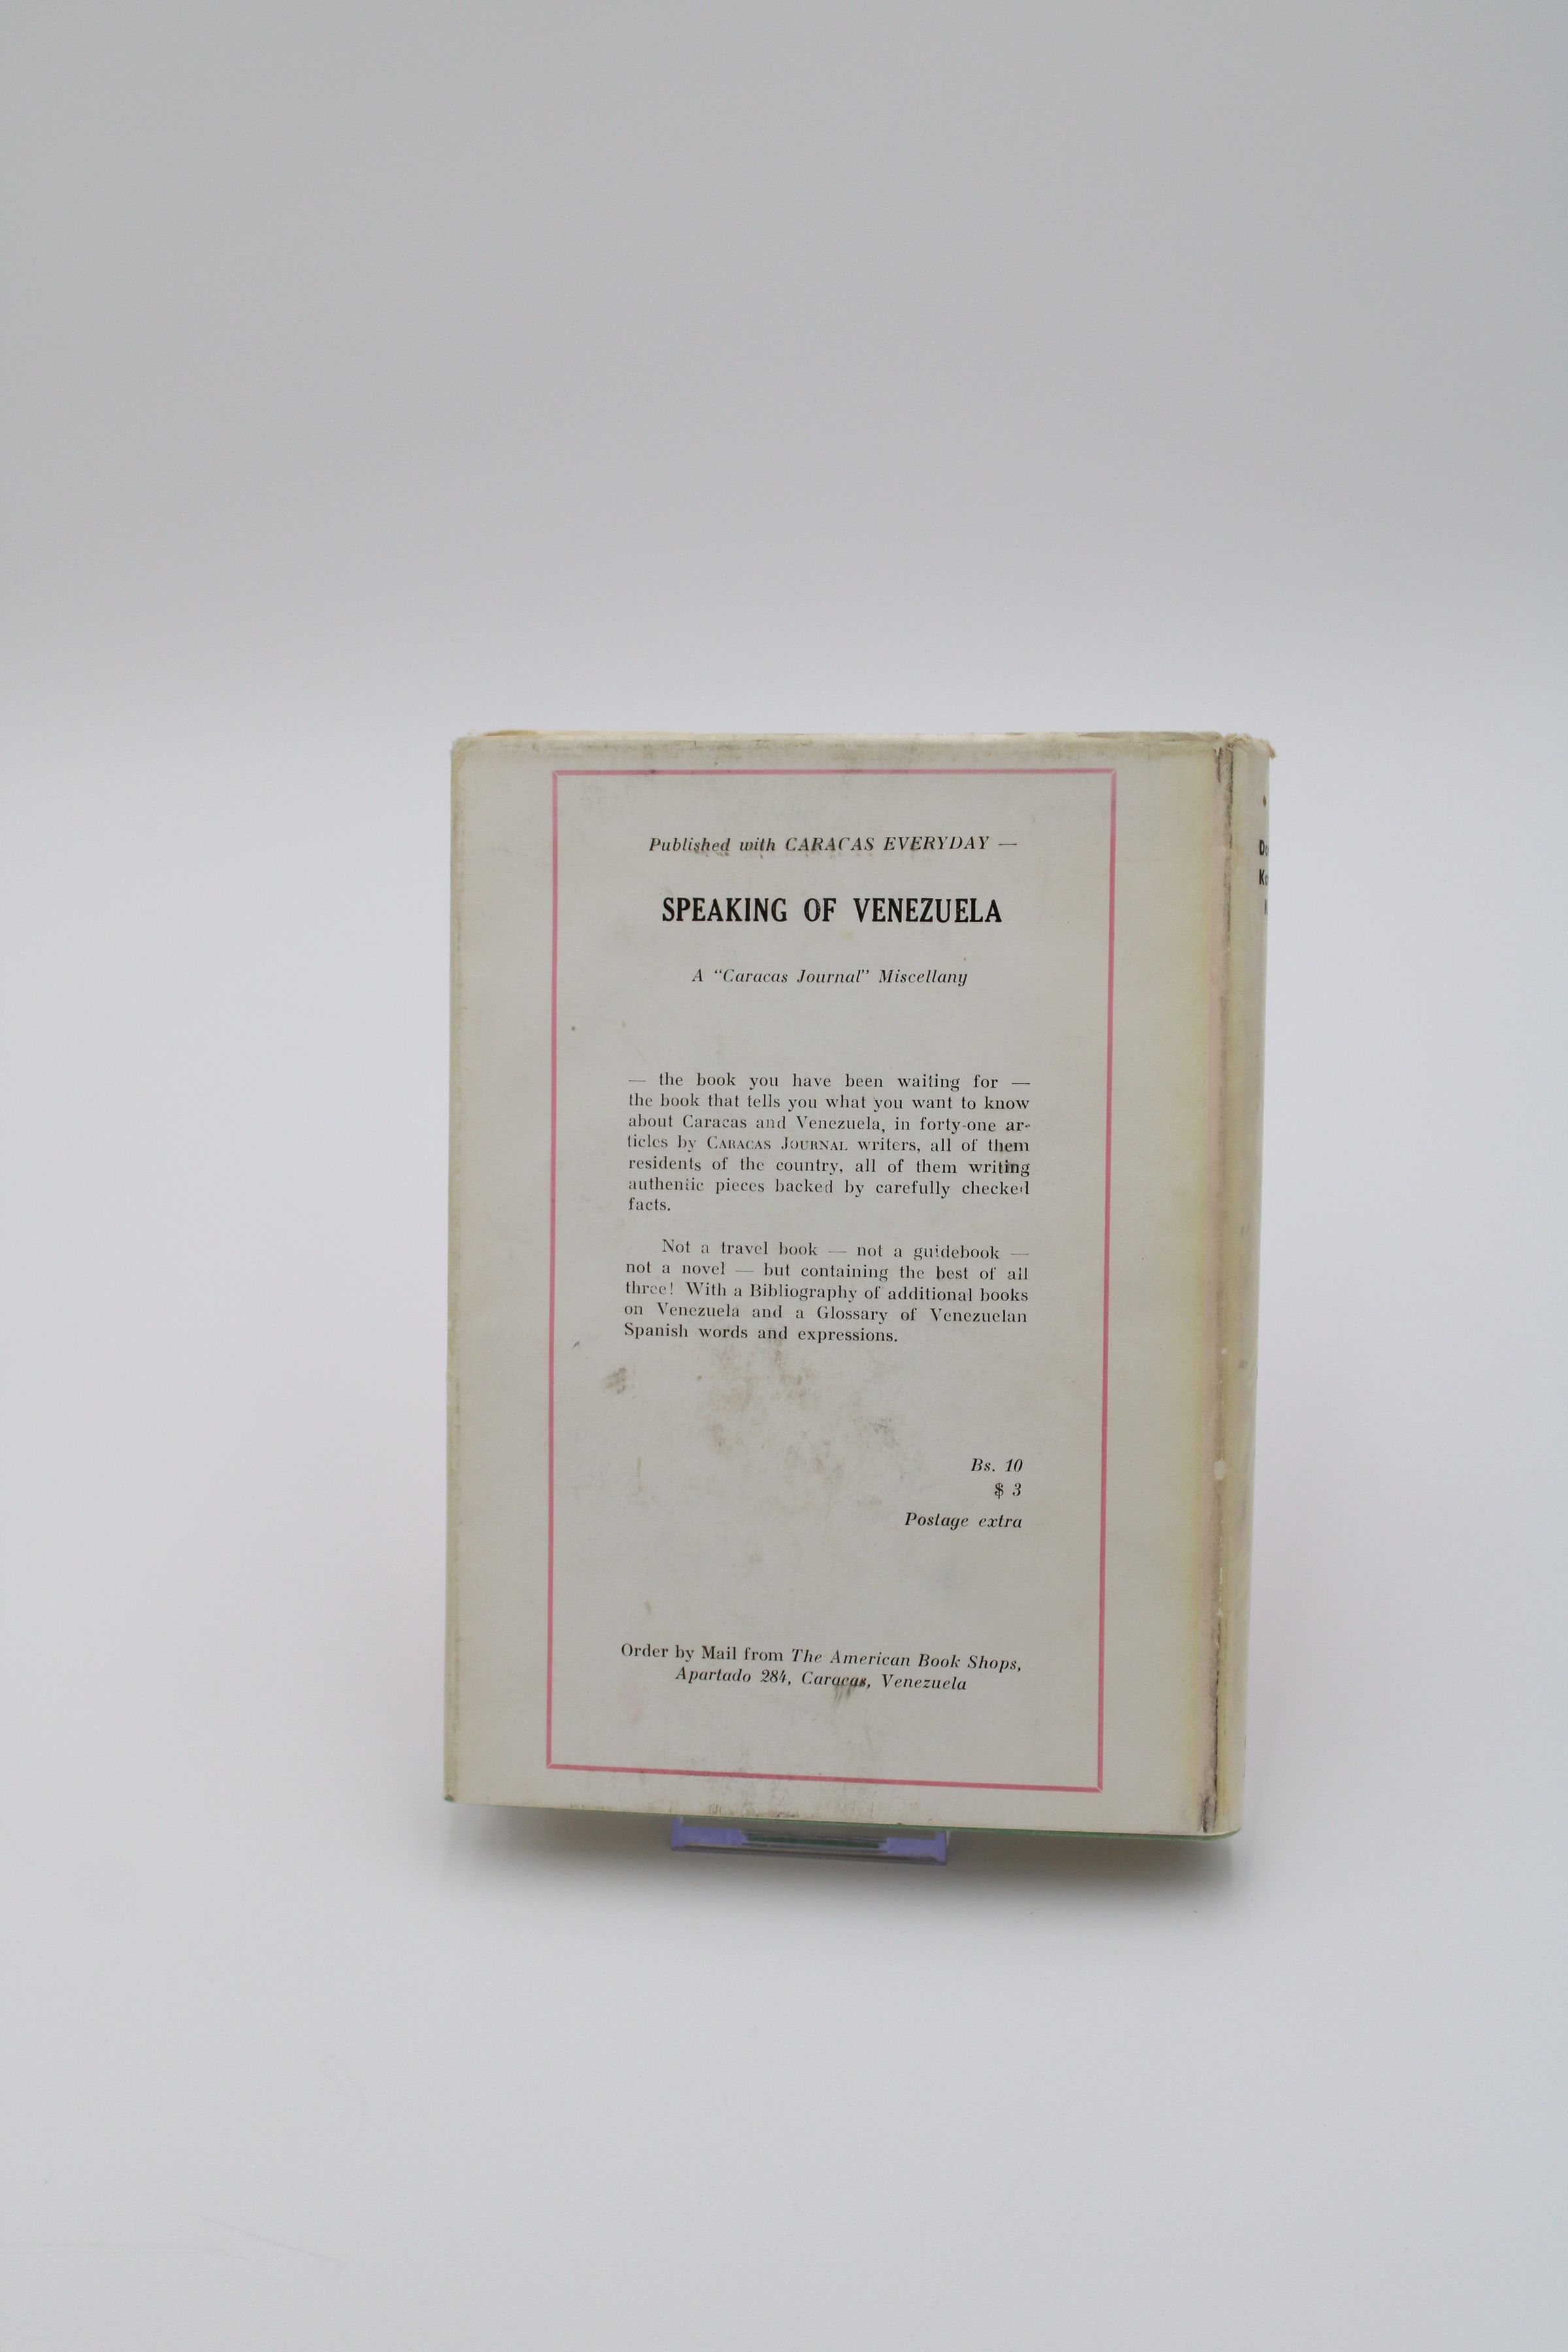 Published with CARACAS EVERYDAY —
SPEAKING OF VENEZUELA
A “Caracas Journal” Miscellany
— the book you have been waiting for —
the book that tells you what you want to know
about Caracas and Venezuela, in forty-one ar-
ticles by CARACAS JOURNAL writers, all of them
residents of the country, all of them writing
authentic pieces backed by carefully checked
facts.
Not a travel book — not a guidebook —
not a novel — but containing the best of all
three! With a Bibliography of additional books
on Venezuela and a Glossary of Venezuelan
Spanish words and expressions.
Bs. 10
$ 3
Postage extra
Order by Mail from The American Book Shops,
Apartado 284, Caracas, Venezuela